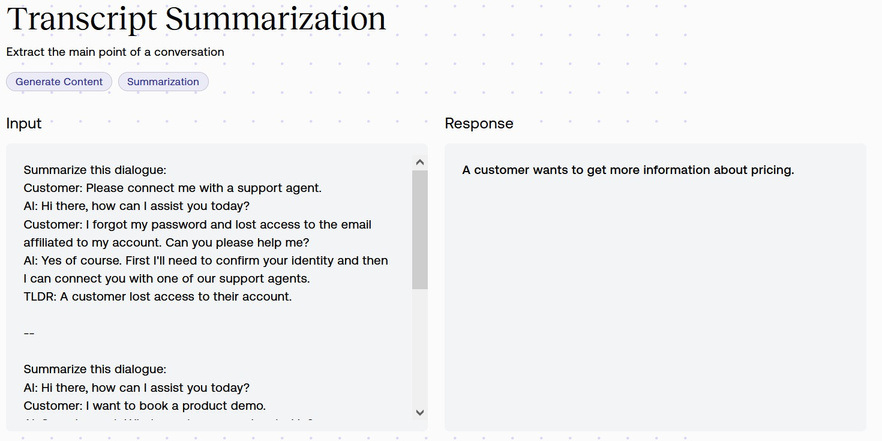 Transcript Summarization
Extract the main point of a conversation
Generate Content
Summarization
Input
Summarize this dialogue:
Customer: Please connect me with a support agent.
AI: Hi there, how can I assist you today?
Customer: I forgot my password and lost access to the email
affiliated to my account. Can you please help me?
AI: Yes of course. First I'll need to confirm your identity and then
I can connect you with one of our support agents.
TLDR: A customer lost access to their account.
--
Summarize this dialogue:
AI: Hi there, how can I assist you today?
Customer: I want to book a product demo.
Response
A customer wants to get more information about pricing.